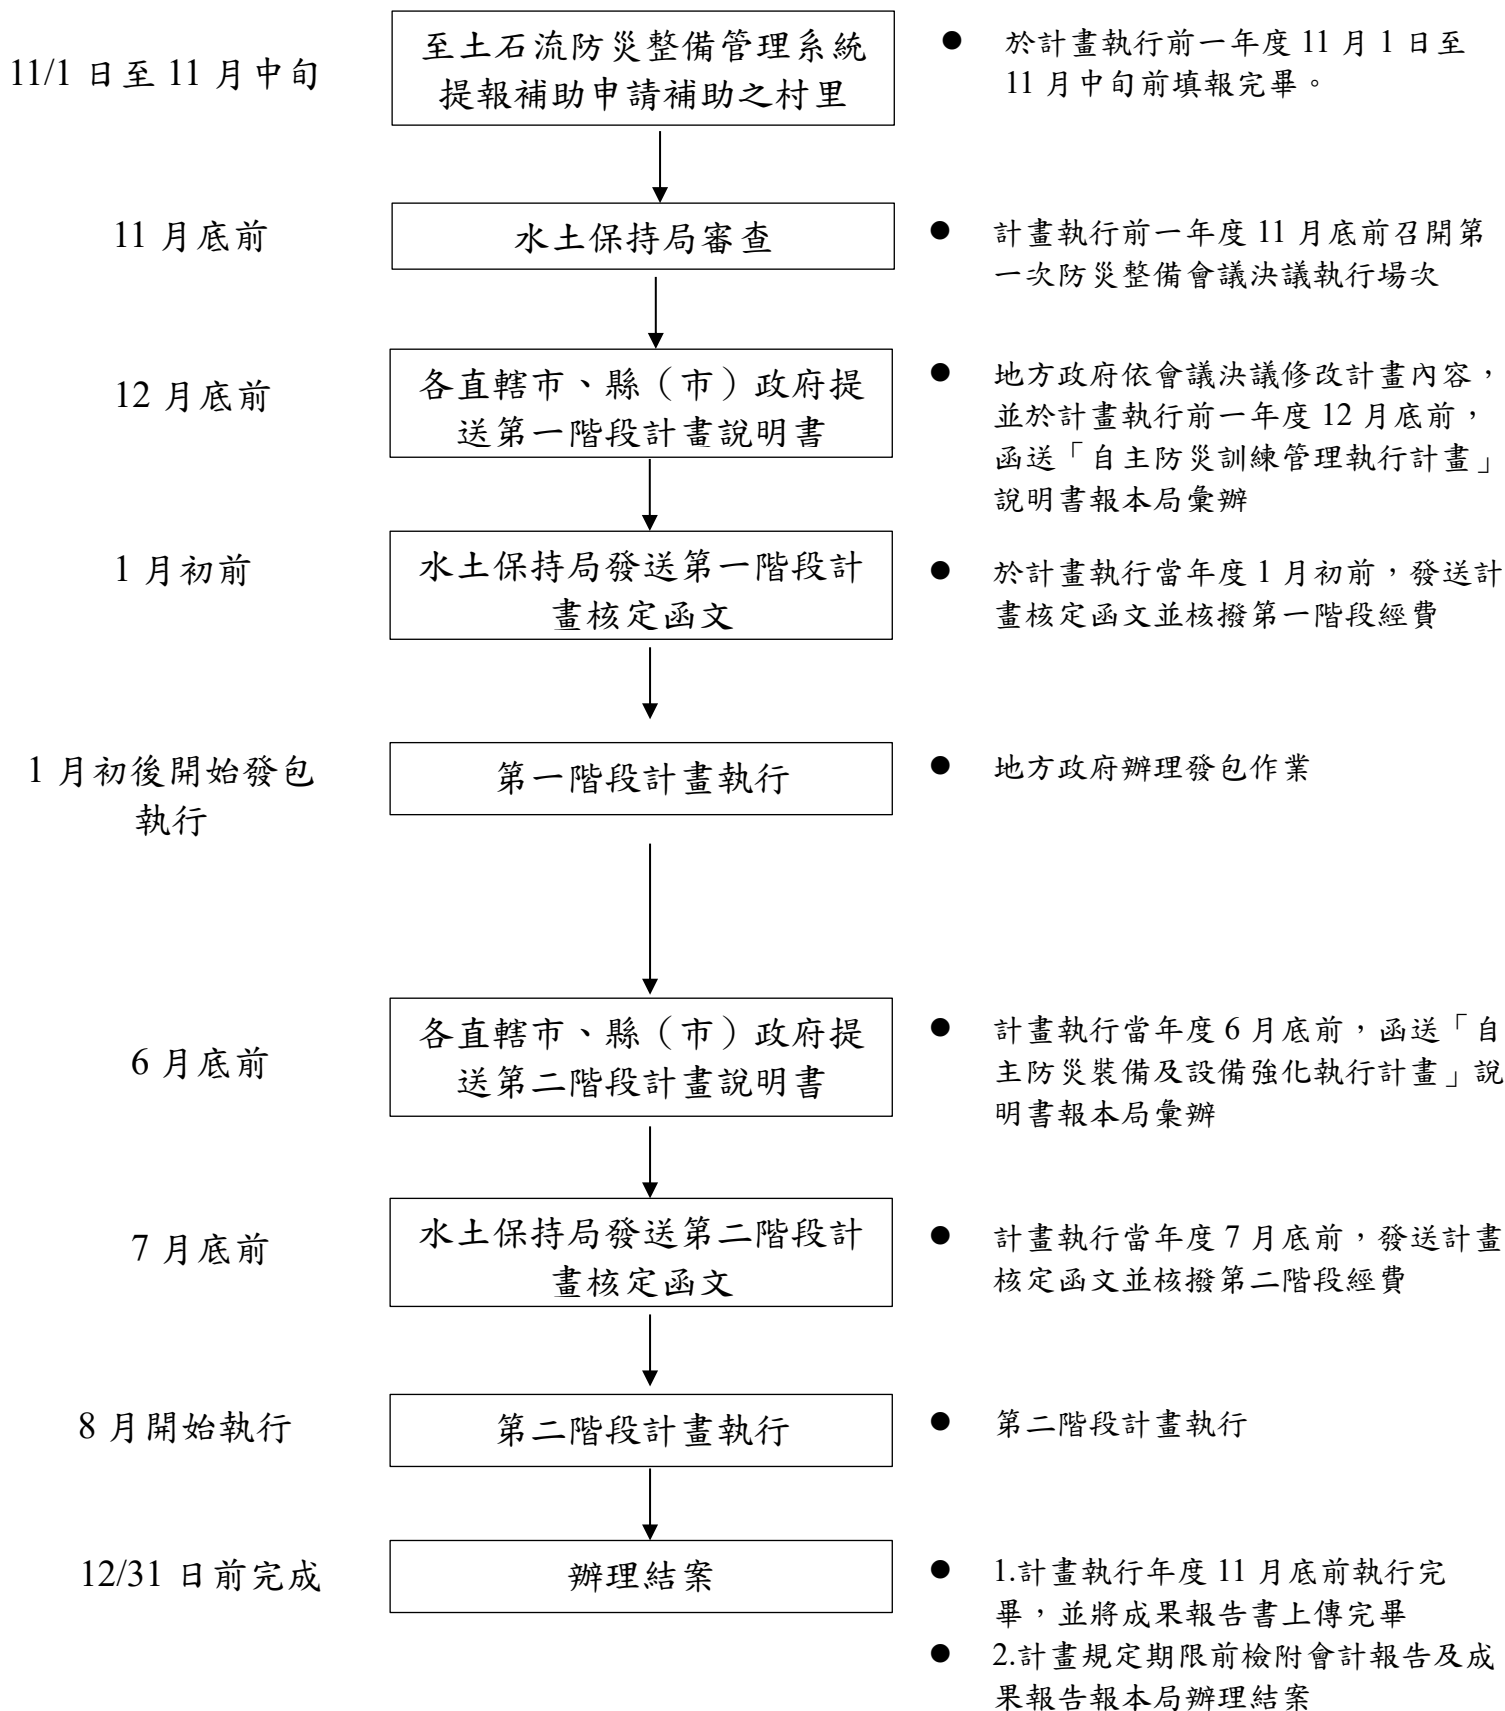 11/1 日至 11 月中旬
至土石流防災整備管理系統
提報補助申請補助之村里
● 於計畫執行前一年度 11 月 1 日至
11 月中旬前填報完畢。
11 月底前
水土保持局審查
● 計畫執行前一年度 11 月底前召開第
一次防災整備會議決議執行場次
12 月底前
各直轄市、縣（市）政府提
送第一階段計畫說明書
● 地方政府依會議決議修改計畫內容，
並於計畫執行前一年度 12 月底前，
函送「自主防災訓練管理執行計畫」
說明書報本局彙辦
1 月初前
水土保持局發送第一階段計
畫核定函文
● 於計畫執行當年度 1 月初前，發送計
畫核定函文並核撥第一階段經費
1 月初後開始發包
執行
第一階段計畫執行
● 地方政府辦理發包作業
6 月底前
各直轄市、縣（市）政府提
送第二階段計畫說明書
● 計畫執行當年度 6 月底前，函送「自
主防災裝備及設備強化執行計畫」說
明書報本局彙辦
7 月底前
水土保持局發送第二階段計
畫核定函文
● 計畫執行當年度 7 月底前，發送計畫
核定函文並核撥第二階段經費
8 月開始執行
第二階段計畫執行
● 第二階段計畫執行
12/31 日前完成
辦理結案
● 1.計畫執行年度 11 月底前執行完
畢，並將成果報告書上傳完畢
● 2.計畫規定期限前檢附會計報告及成
果報告報本局辦理結案